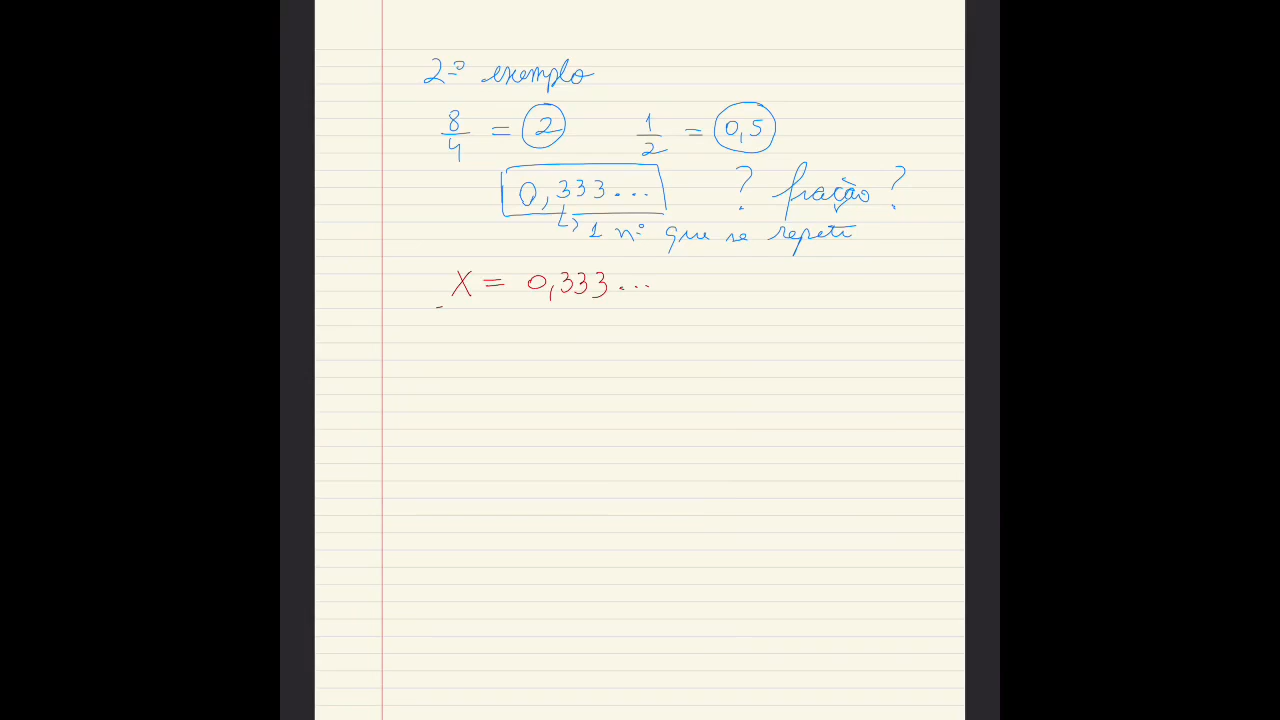 2º exemplo
8/4 = 2 1/2 = 0,5
0,333... ? fração ?
↳ 1 nº que se repete
X = 0,333...